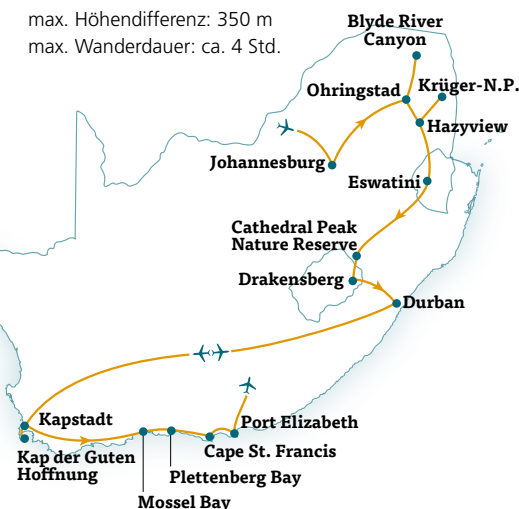 max. Höhendifferenz: 350 m
max. Wanderdauer: ca. 4 Std.
Blyde River
Canyon
Ohringstad
Krüger-N.P.
Hazyview
Johannesburg
Eswatini
Cathedral Peak
Nature Reserve
Drakensberg
Durban
Kapstadt
Kap der Guten
Hoffnung
Port Elizabeth
Cape St. Francis
Plettenberg Bay
Mossel Bay